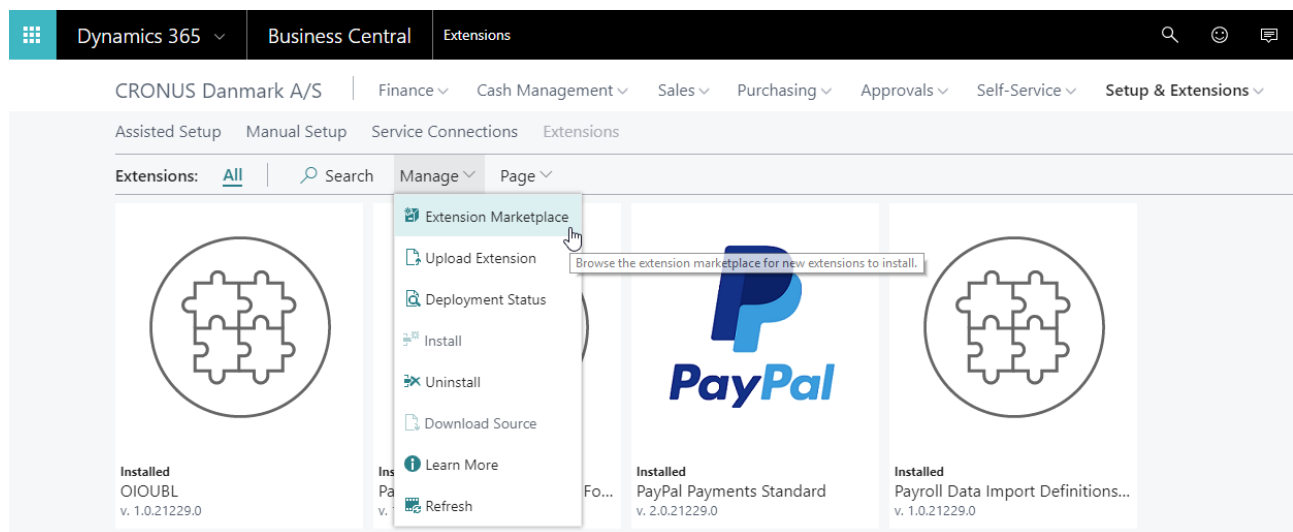 Dynamics 365 Business Central Extensions
CRONUS Danmark A/S Finance Cash Management Sales Purchasing Approvals Self-Service Setup & Extensions
Assisted Setup Manual Setup Service Connections Extensions
Extensions: All Search Manage Page
Extension Marketplace
Browse the extension marketplace for new extensions to install.
Upload Extension
Deployment Status
Install
Uninstall
Download Source
Learn More
Refresh
PayPal
Installed
OIOUBL
v. 1.0.21229.0
Ins
Pa Fo...
v.
Installed
PayPal Payments Standard
v. 2.0.21229.0
Installed
Payroll Data Import Definitions...
v. 1.0.21229.0